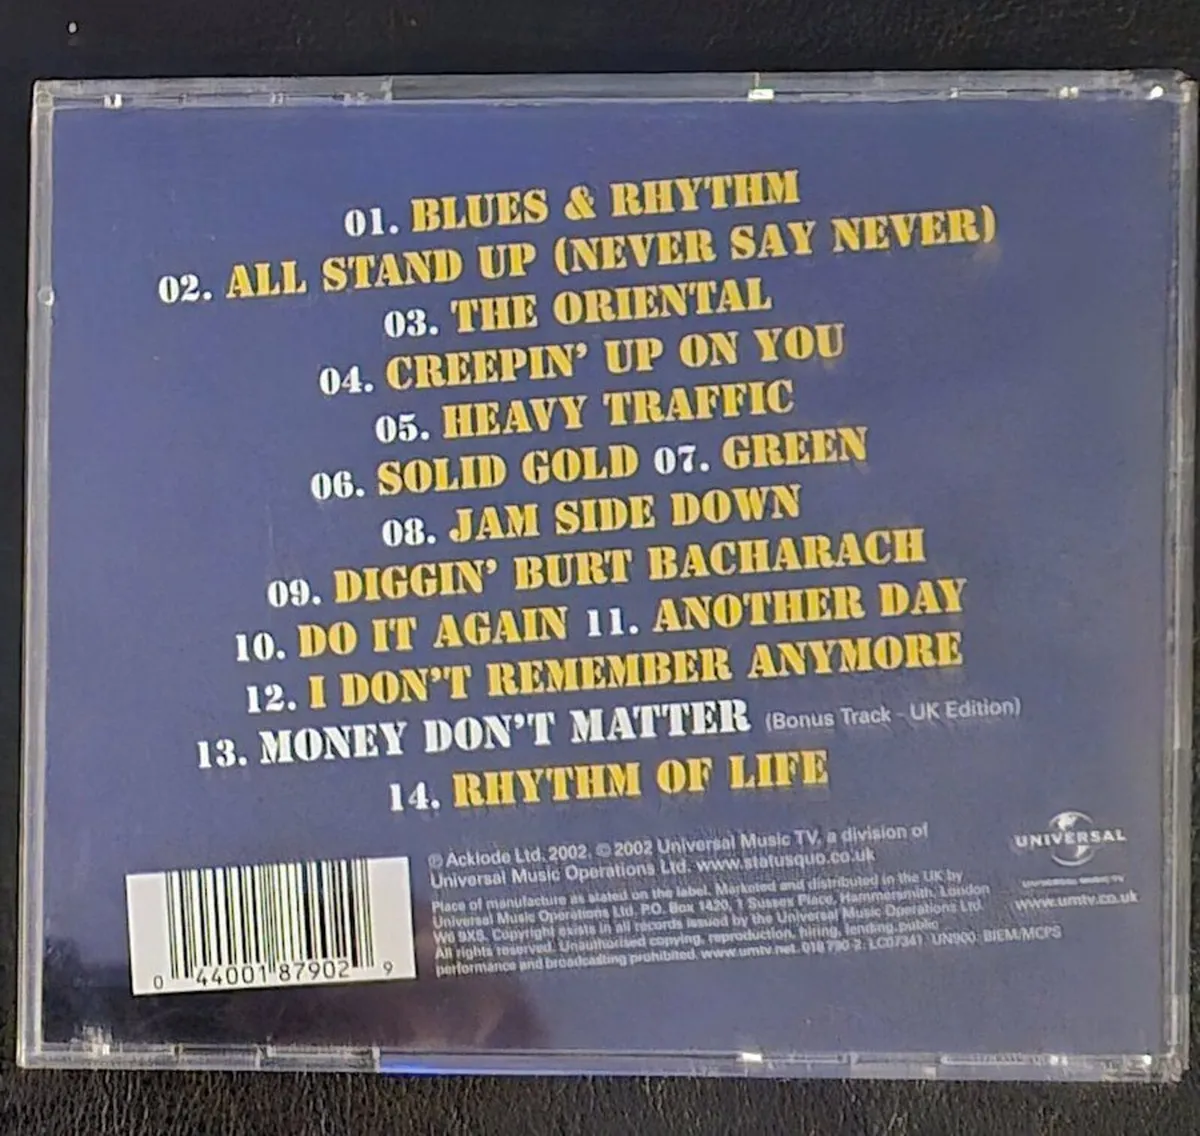 01. BLUES & RHYTHM
02. ALL STAND UP (NEVER SAY NEVER)
03. THE ORIENTAL
04. CREEPIN' UP ON YOU
05. HEAVY TRAFFIC
06. SOLID GOLD 07. GREEN
08. JAM SIDE DOWN
09. DIGGIN' BURT BACHARACH
10. DO IT AGAIN 11. ANOTHER DAY
12. I DON'T REMEMBER ANYMORE
13. MONEY DON'T MATTER (Bonus Track - UK Edition)
14. RHYTHM OF LIFE
℗ Acklode Ltd. 2002. © 2002 Universal Music TV, a division of
Universal Music Operations Ltd. www.statusquo.co.uk
Place of manufacture as stated on the label. Marketed and distributed in the UK by
Universal Music Operations Ltd. P.O. Box 1420, 1 Sussex Place, Hammersmith, London
W6 9XS. Copyright exists in all records issued by the Universal Music Operations Ltd.
All rights reserved. Unauthorised copying, reproduction, hiring, lending, public
performance and broadcasting prohibited. www.umtv.net. 018 790-2. LC07341 UN900 BIEM/MCPS
UNIVERSAL
UNIVERSAL MUSIC TV
www.umtv.co.uk
0 44001 87902 9